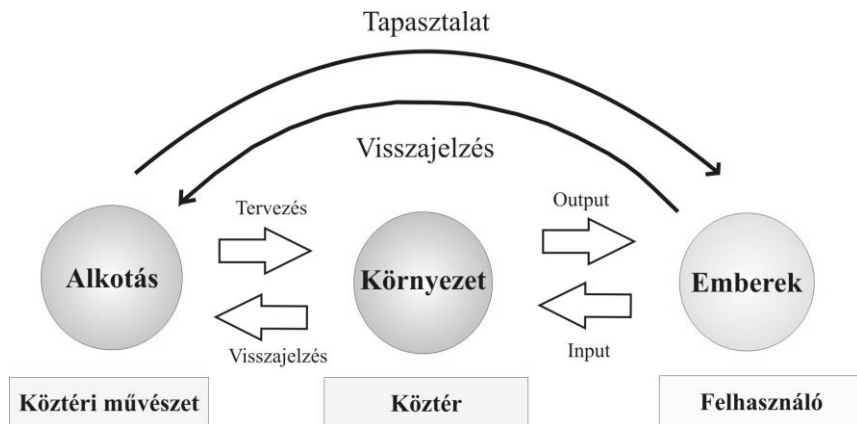 Tapasztalat
Visszajelzés
Tervezés
Output
Alkotás
Környezet
Emberek
Visszajelzés
Input
Köztéri művészet
Köztér
Felhasználó